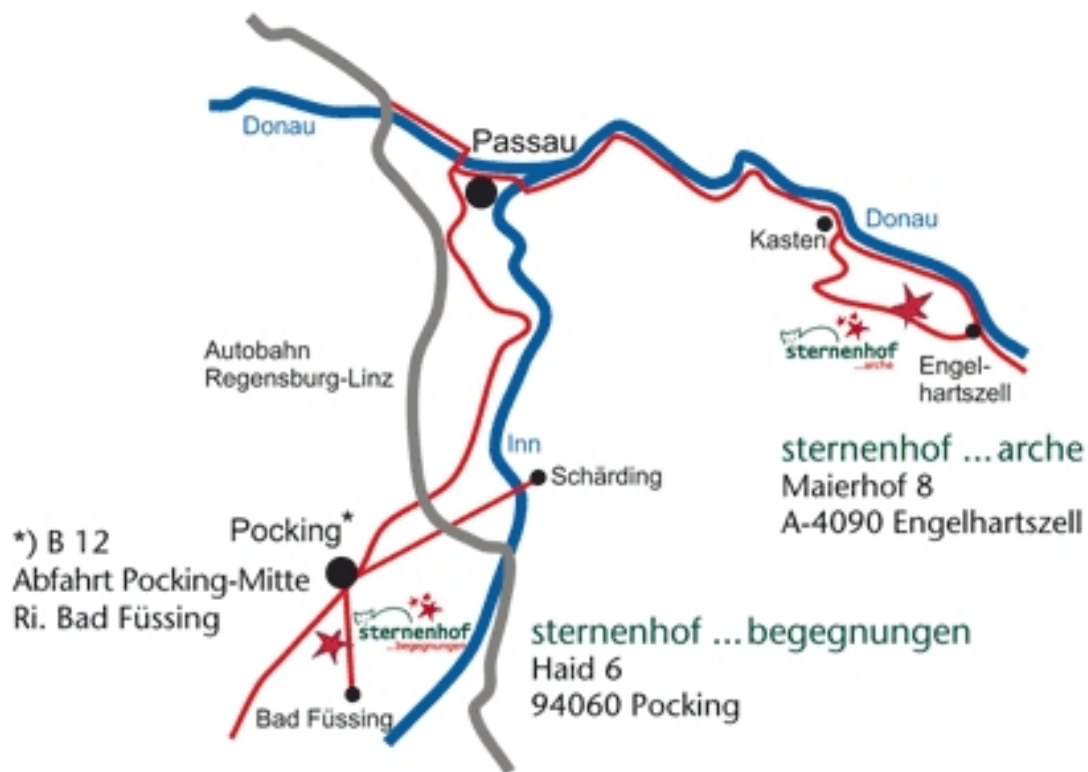 Donau
Passau
Donau
Kasten
sternenhof
...arche
Autobahn
Regensburg-Linz
Engel-
hartszell
Inn
Schärding
sternenhof ... arche
Maierhof 8
A-4090 Engelhartszell
Pocking*
*) B 12
Abfahrt Pocking-Mitte
Ri. Bad Füssing
sternenhof
...begegnungen
Bad Füssing
sternenhof ... begegnungen
Haid 6
94060 Pocking